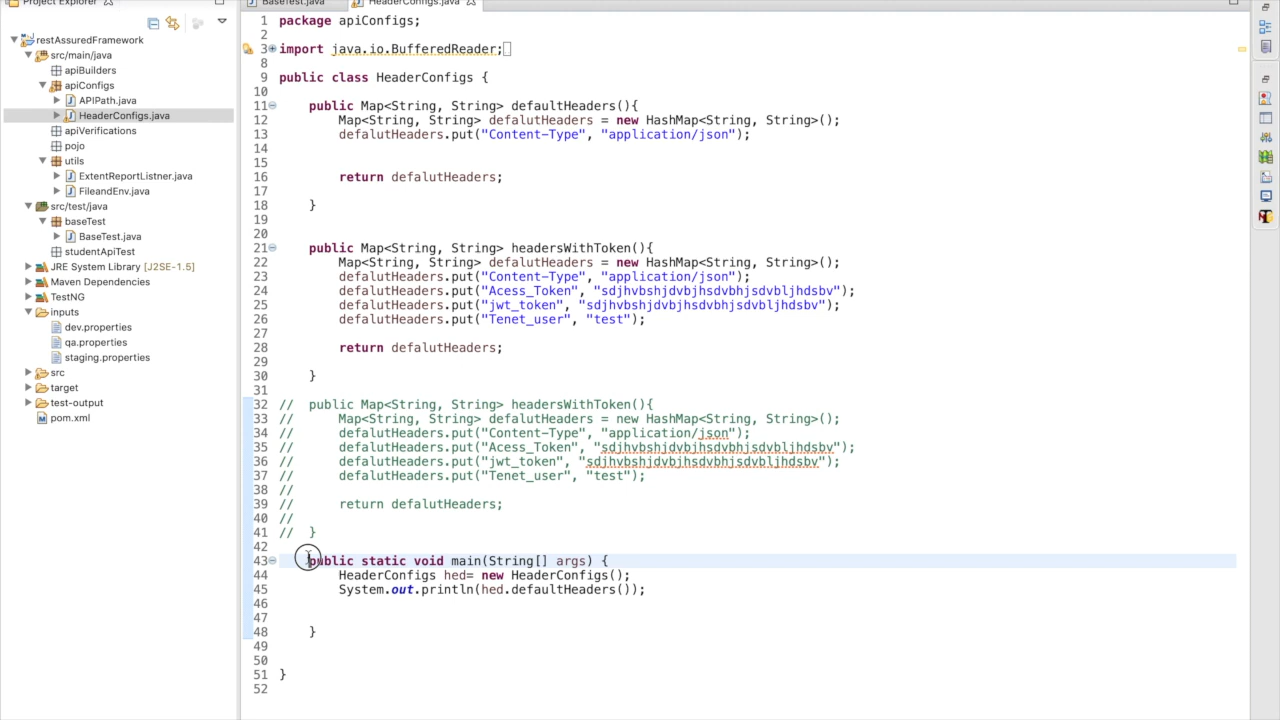 Project Explorer
restAssuredFramework
src/main/java
apiBuilders
apiConfigs
APIPath.java
HeaderConfigs.java
apiVerifications
pojo
utils
ExtentReportListner.java
FileandEnv.java
src/test/java
baseTest
BaseTest.java
studentApiTest
JRE System Library [J2SE-1.5]
Maven Dependencies
TestNG
inputs
dev.properties
qa.properties
staging.properties
src
target
test-output
pom.xml
BaseTest.java HeaderConfigs.java
1 package apiConfigs;
2
3 import java.io.BufferedReader;
8
9 public class HeaderConfigs {
10
11 public Map<String, String> defaultHeaders(){
12 Map<String, String> defalutHeaders = new HashMap<String, String>();
13 defalutHeaders.put("Content-Type", "application/json");
14
15
16 return defalutHeaders;
17
18 }
19
20
21 public Map<String, String> headersWithToken(){
22 Map<String, String> defalutHeaders = new HashMap<String, String>();
23 defalutHeaders.put("Content-Type", "application/json");
24 defalutHeaders.put("Acess_Token", "sdjhvbshjdvbjhsdvbhjsdvbljhdsbv");
25 defalutHeaders.put("jwt_token", "sdjhvbshjdvbjhsdvbhjsdvbljhdsbv");
26 defalutHeaders.put("Tenet_user", "test");
27
28 return defalutHeaders;
29
30 }
31
32 // public Map<String, String> headersWithToken(){
33 // Map<String, String> defalutHeaders = new HashMap<String, String>();
34 // defalutHeaders.put("Content-Type", "application/json");
35 // defalutHeaders.put("Acess_Token", "sdjhvbshjdvbjhsdvbhjsdvbljhdsbv");
36 // defalutHeaders.put("jwt_token", "sdjhvbshjdvbjhsdvbhjsdvbljhdsbv");
37 // defalutHeaders.put("Tenet_user", "test");
38 //
39 // return defalutHeaders;
40 //
41 // }
42
43 public static void main(String[] args) {
44 HeaderConfigs hed= new HeaderConfigs();
45 System.out.println(hed.defaultHeaders());
46
47
48 }
49
50
51 }
52